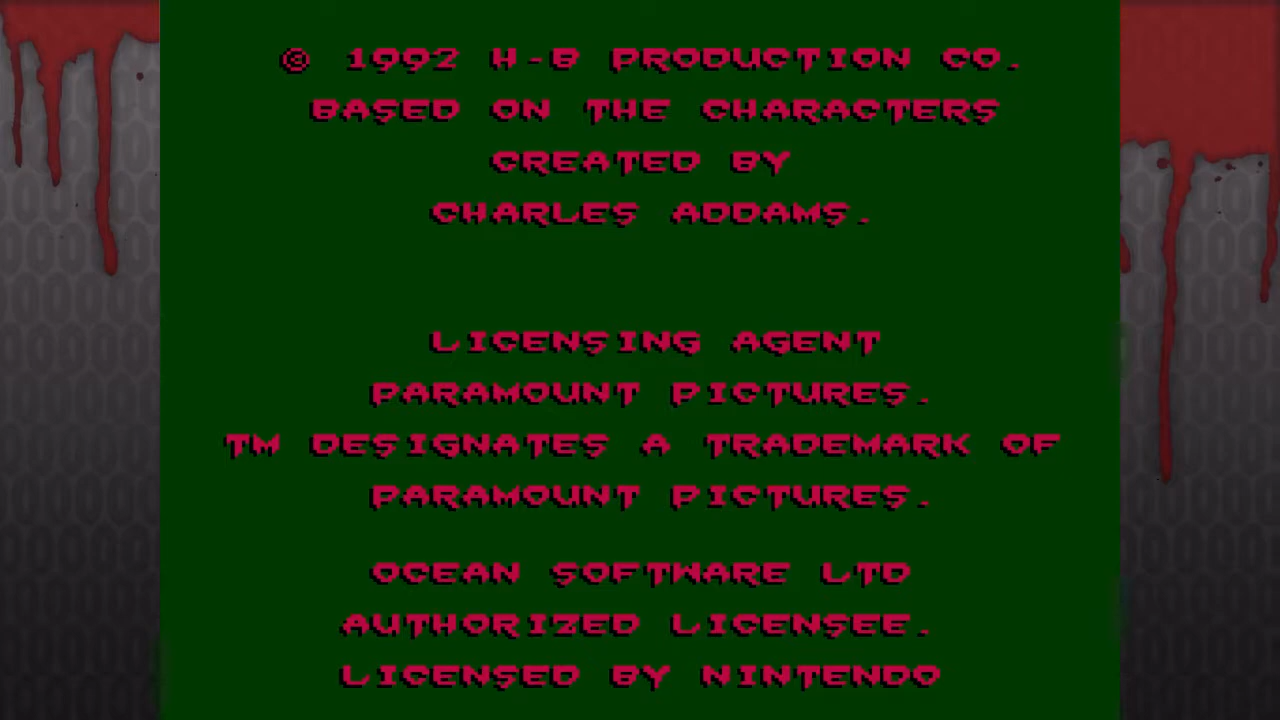 © 1992 H-B PRODUCTION CO.
BASED ON THE CHARACTERS
CREATED BY
CHARLES ADDAMS.
LICENSING AGENT
PARAMOUNT PICTURES.
TM DESIGNATES A TRADEMARK OF
PARAMOUNT PICTURES.
OCEAN SOFTWARE LTD
AUTHORIZED LICENSEE.
LICENSED BY NINTENDO